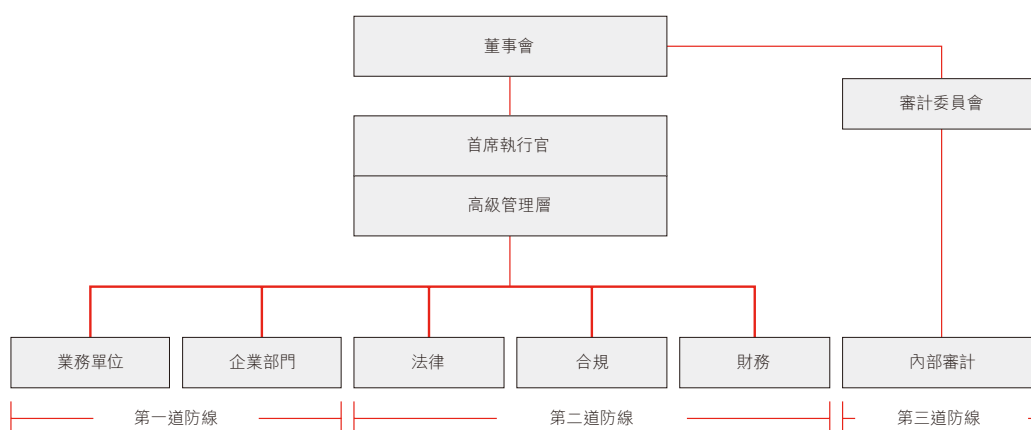 董事會
審計委員會
首席執行官
高級管理層
業務單位
企業部門
法律
合規
財務
內部審計
第一道防線
第二道防線
第三道防線